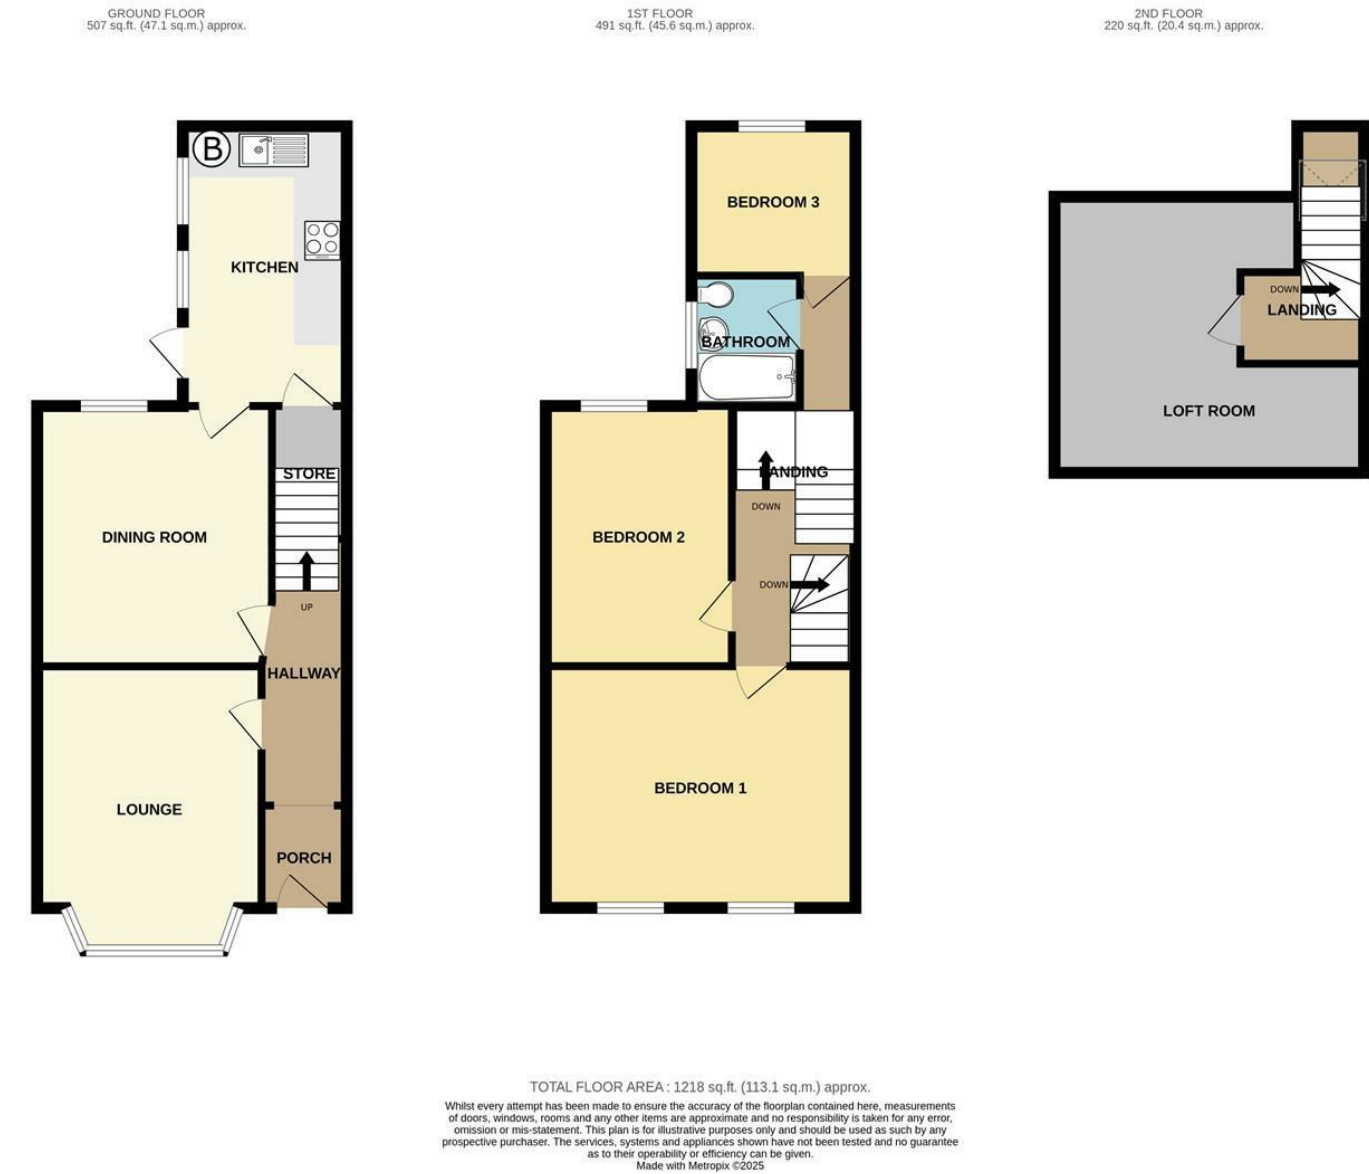 GROUND FLOOR
507 sq.ft. (47.1 sq.m.) approx.
1ST FLOOR
491 sq.ft. (45.6 sq.m.) approx.
2ND FLOOR
220 sq.ft. (20.4 sq.m.) approx.
B
KITCHEN
STORE
DINING ROOM
UP
HALLWAY
LOUNGE
PORCH
BEDROOM 3
BATHROOM
LANDING
DOWN
BEDROOM 2
DOWN
BEDROOM 1
DOWN
LANDING
LOFT ROOM
TOTAL FLOOR AREA : 1218 sq.ft. (113.1 sq.m.) approx.
Whilst every attempt has been made to ensure the accuracy of the floorplan contained here, measurements
of doors, windows, rooms and any other items are approximate and no responsibility is taken for any error,
omission or mis-statement. This plan is for illustrative purposes only and should be used as such by any
prospective purchaser. The services, systems and appliances shown have not been tested and no guarantee
as to their operability or efficiency can be given.
Made with Metropix ©2025